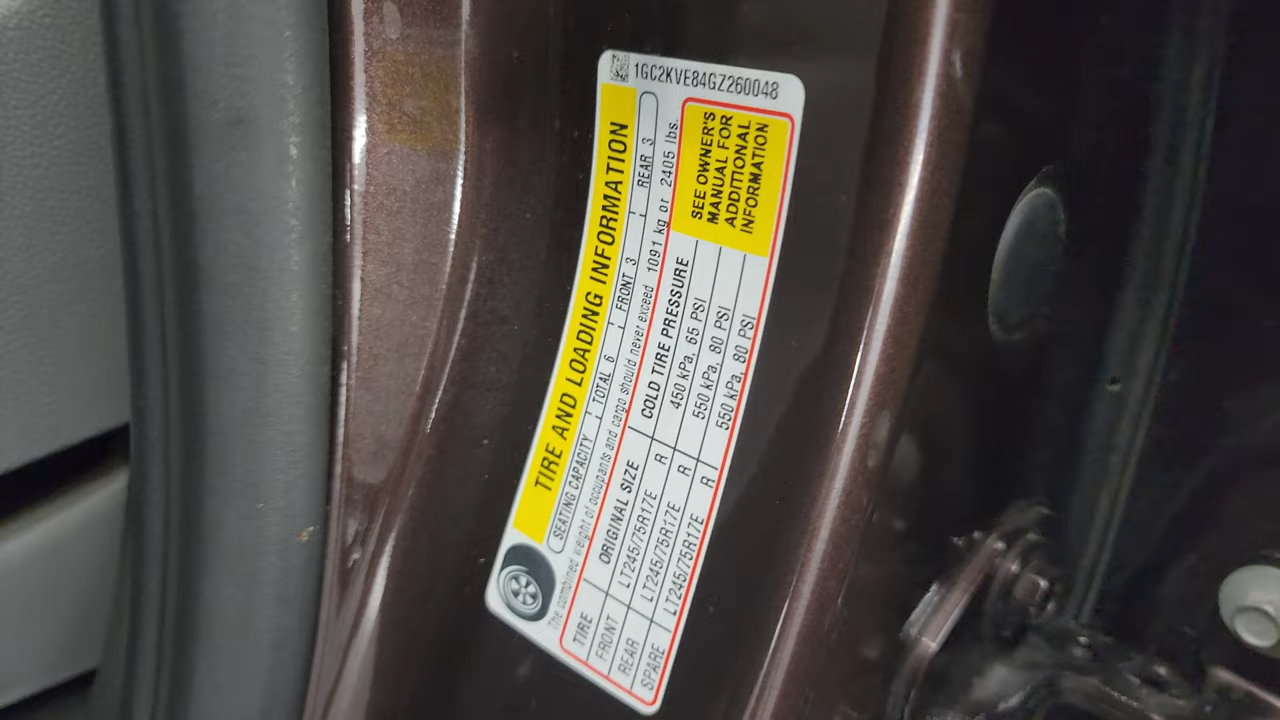 1GC2KVE84GZ260048
TIRE AND LOADING INFORMATION
SEATING CAPACITY TOTAL 6 FRONT 3 REAR 3
The combined weight of occupants and cargo should never exceed 1091 kg or 2405 lbs.
TIRE ORIGINAL SIZE COLD TIRE PRESSURE
FRONT LT245/75R17E R 450 kPa, 65 PSI
REAR LT245/75R17E R 550 kPa, 80 PSI
SPARE LT245/75R17E R 550 kPa, 80 PSI
SEE OWNER'S
MANUAL FOR
ADDITIONAL
INFORMATION